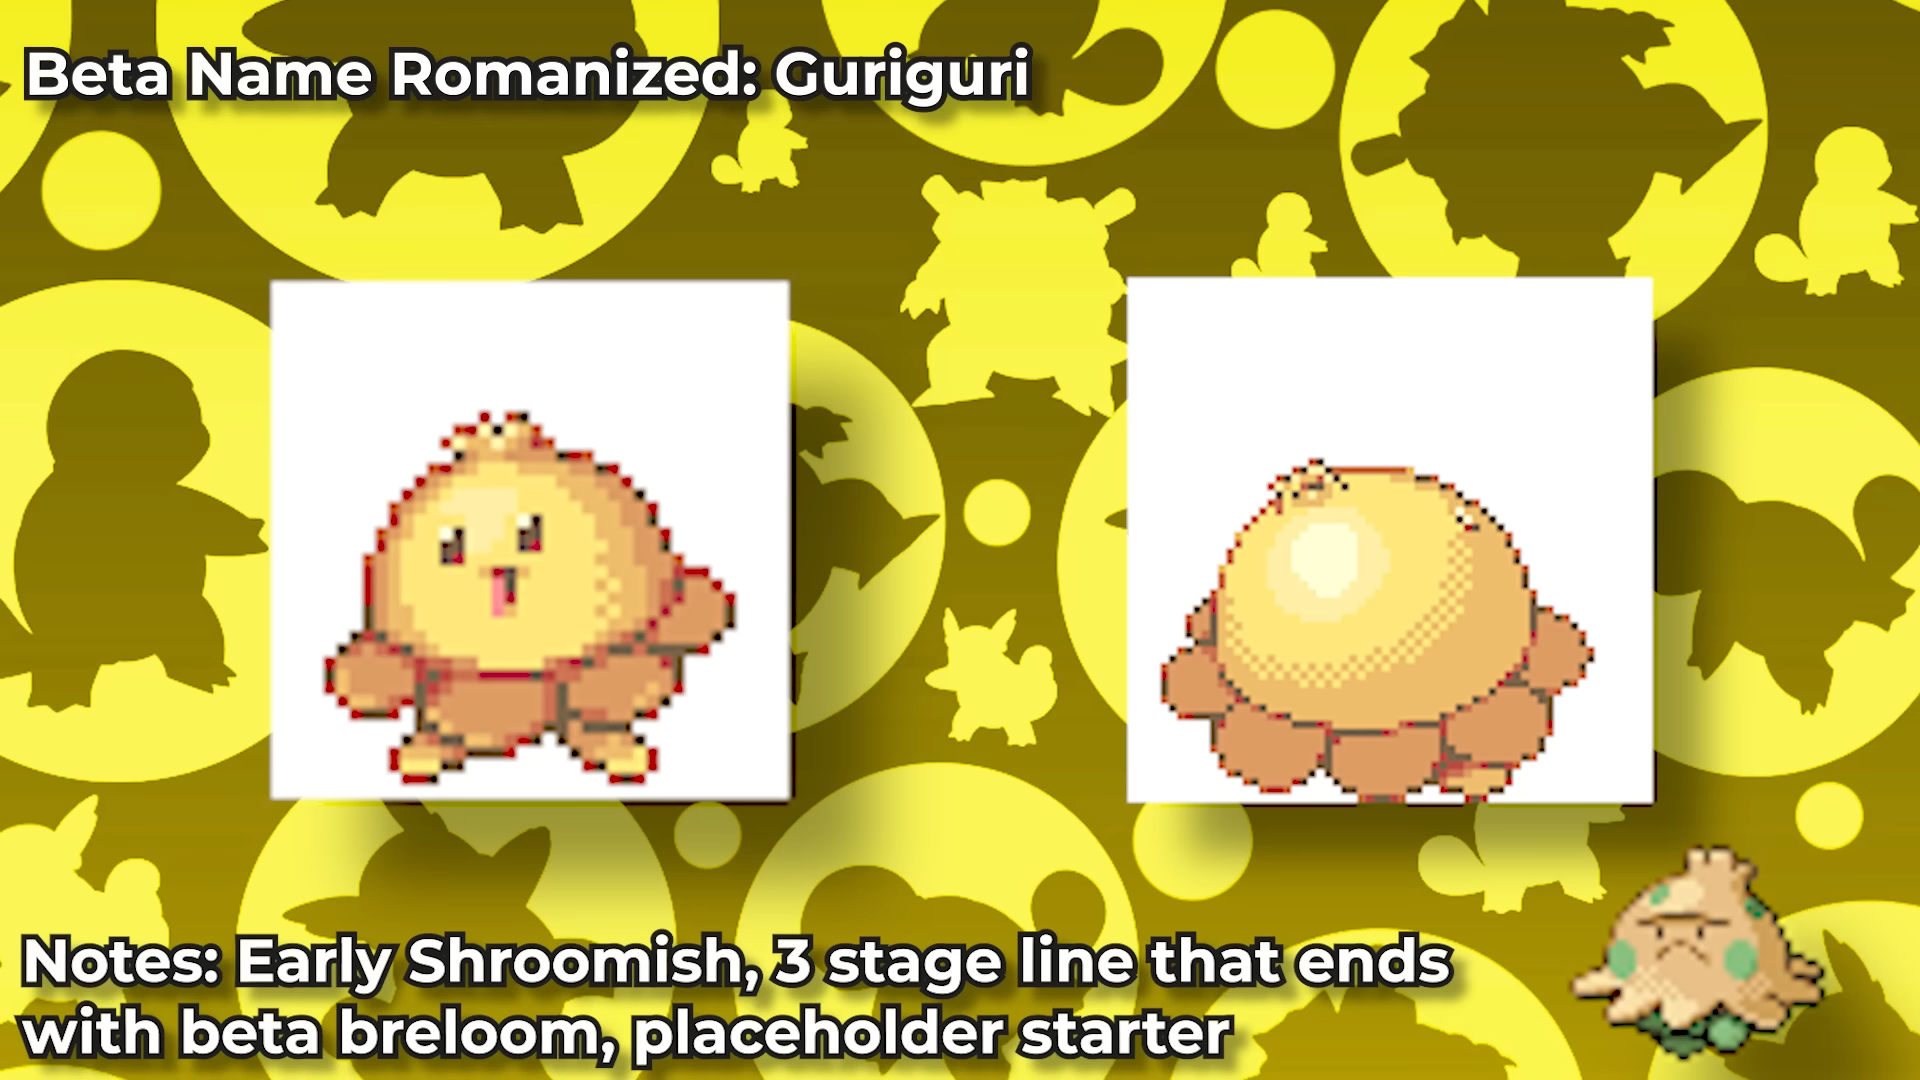 Beta Name Romanized: Guriguri
Notes: Early Shroomish, 3 stage line that ends
with beta breloom, placeholder starter